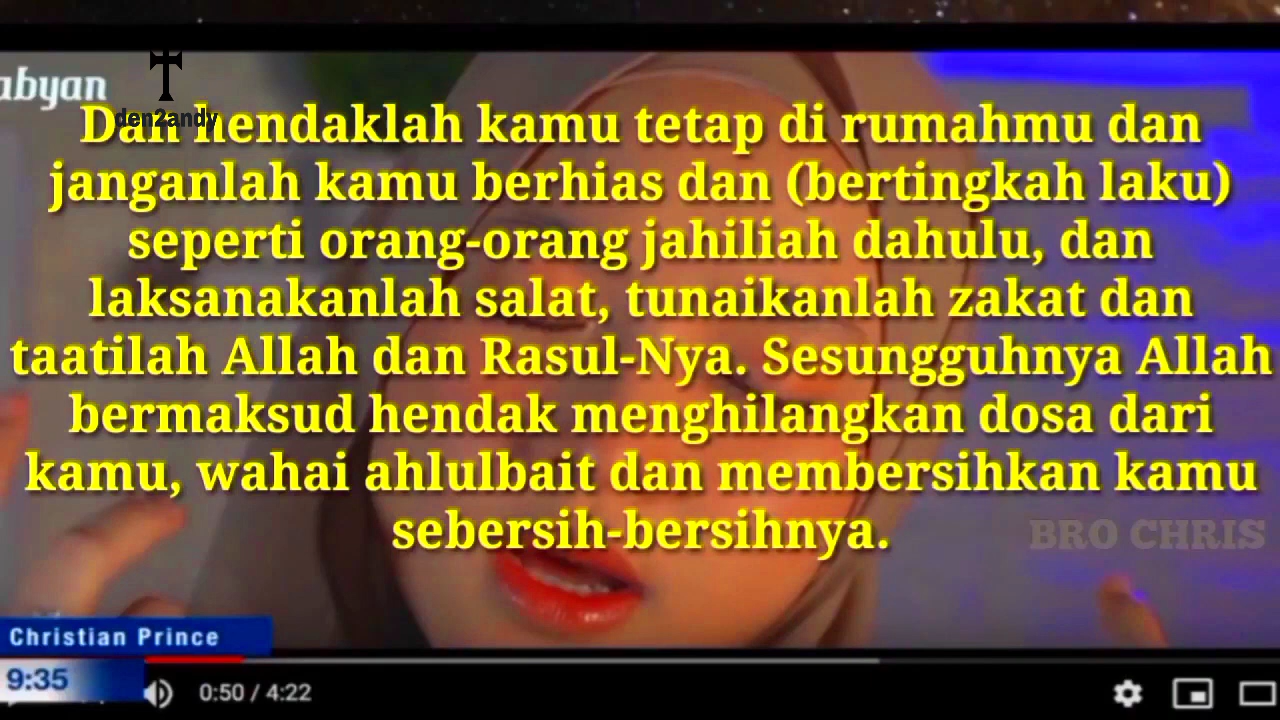 abyan
den2andy
Dan hendaklah kamu tetap di rumahmu dan
janganlah kamu berhias dan (bertingkah laku)
seperti orang-orang jahiliah dahulu, dan
laksanakanlah salat, tunaikanlah zakat dan
taatilah Allah dan Rasul-Nya. Sesungguhnya Allah
bermaksud hendak menghilangkan dosa dari
kamu, wahai ahlulbait dan membersihkan kamu
sebersih-bersihnya.
BRO CHRIS
Christian Prince
9:35
0:50 / 4:22